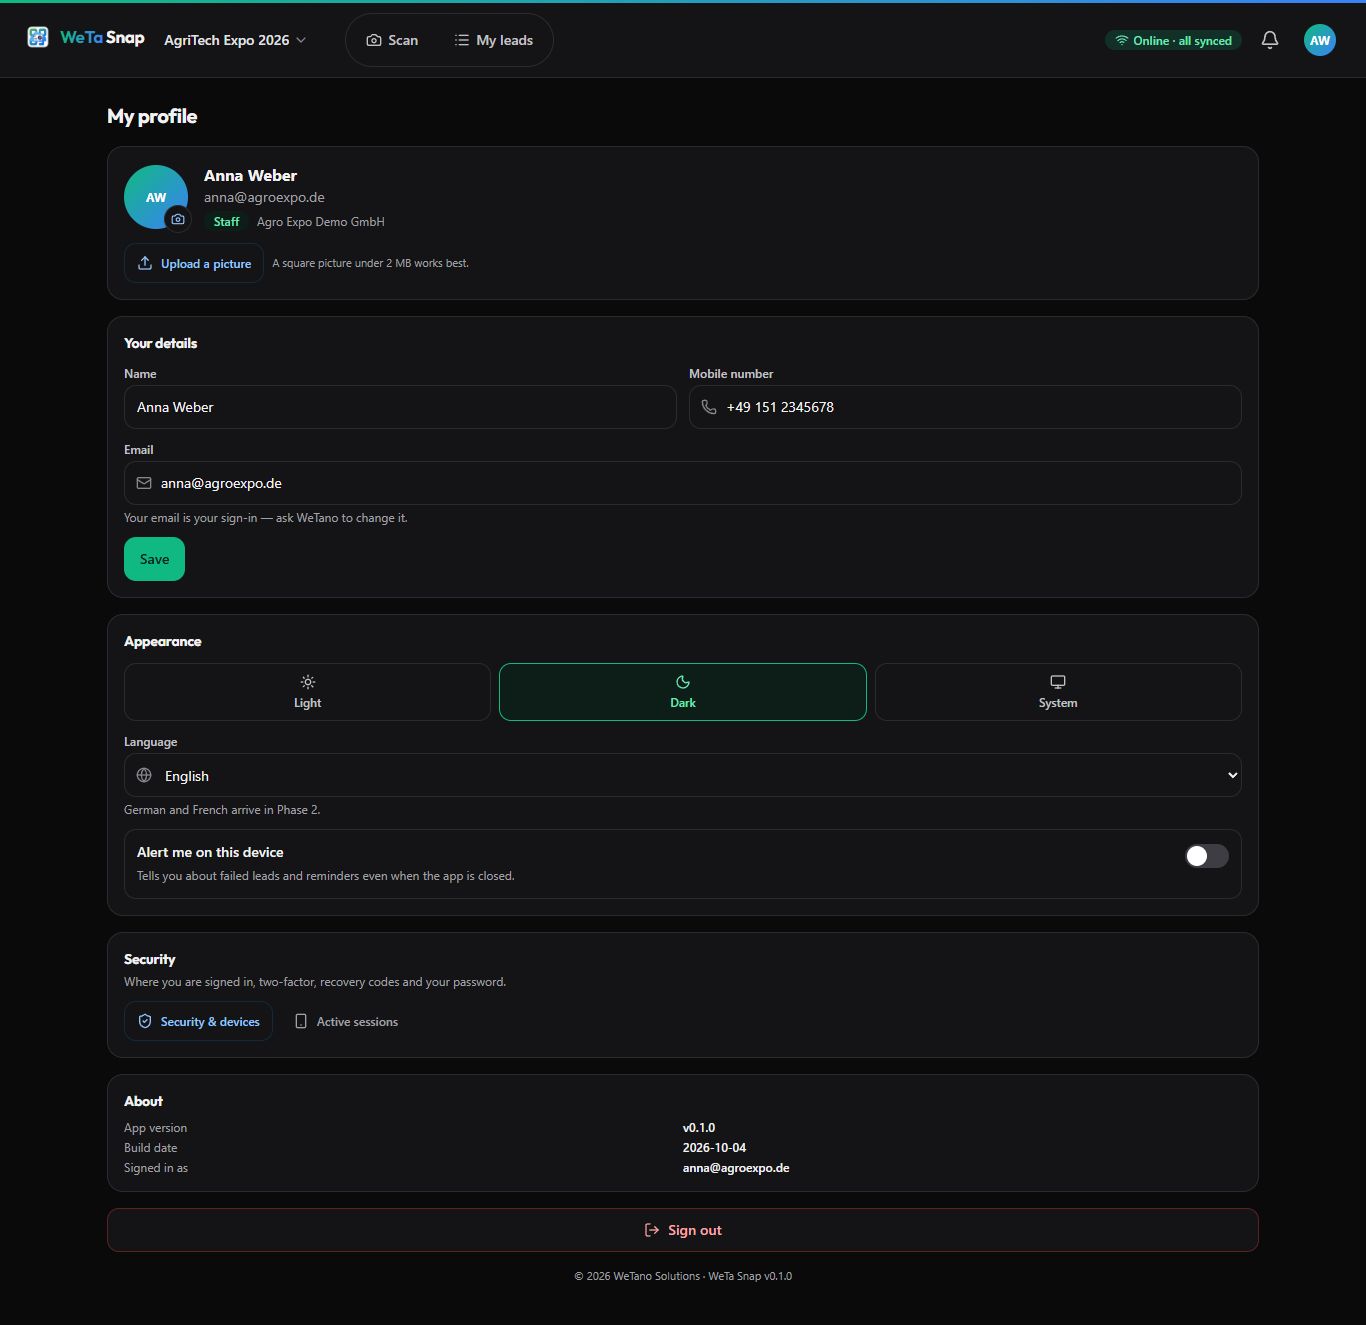 WeTa Snap AgriTech Expo 2026 Scan My leads Online · all synced AW
My profile
AW
Anna Weber
anna@agroexpo.de
Staff Agro Expo Demo GmbH
Upload a picture A square picture under 2 MB works best.
Your details
Name Mobile number
Anna Weber +49 151 2345678
Email
anna@agroexpo.de
Your email is your sign-in — ask WeTano to change it.
Save
Appearance
Light Dark System
Language
English
German and French arrive in Phase 2.
Alert me on this device
Tells you about failed leads and reminders even when the app is closed.
Security
Where you are signed in, two-factor, recovery codes and your password.
Security & devices Active sessions
About
App version v0.1.0
Build date 2026-10-04
Signed in as anna@agroexpo.de
Sign out
© 2026 WeTano Solutions · WeTa Snap v0.1.0